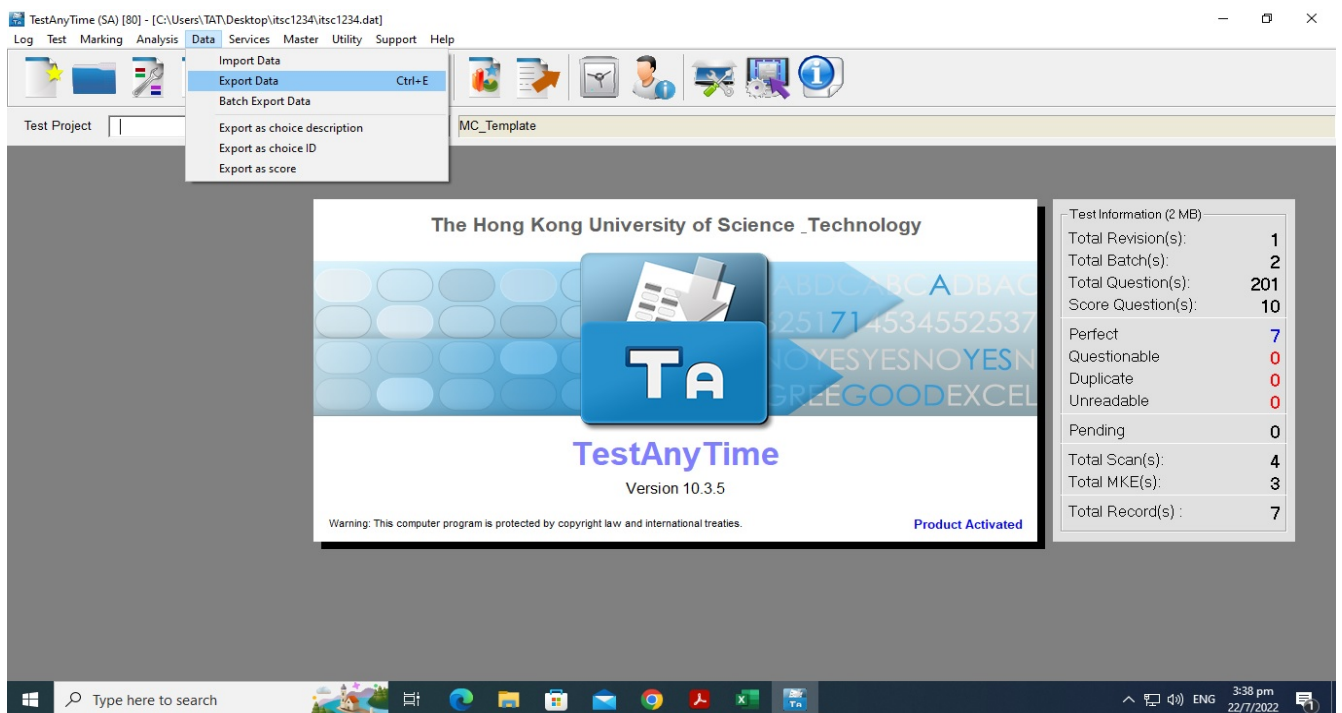 TestAnyTime (SA) [80] - [C:\Users\TAT\Desktop\itsc1234\itsc1234.dat]
Log Test Marking Analysis Data Services Master Utility Support Help
Import Data
Export Data Ctrl+E
Batch Export Data
Export as choice description
Export as choice ID
Export as score
Test Project
MC_Template
The Hong Kong University of Science _Technology
ABDCABCADBAC
3251714534552537
NOYESYESNOYESN
GREEGOODEXCEL
TA
TestAnyTime
Version 10.3.5
Warning: This computer program is protected by copyright law and international treaties.
Product Activated
Test Information (2 MB)
Total Revision(s): 1
Total Batch(s): 2
Total Question(s): 201
Score Question(s): 10
Perfect 7
Questionable 0
Duplicate 0
Unreadable 0
Pending 0
Total Scan(s): 4
Total MKE(s): 3
Total Record(s) : 7
Type here to search
TA
ENG
3:38 pm
22/7/2022